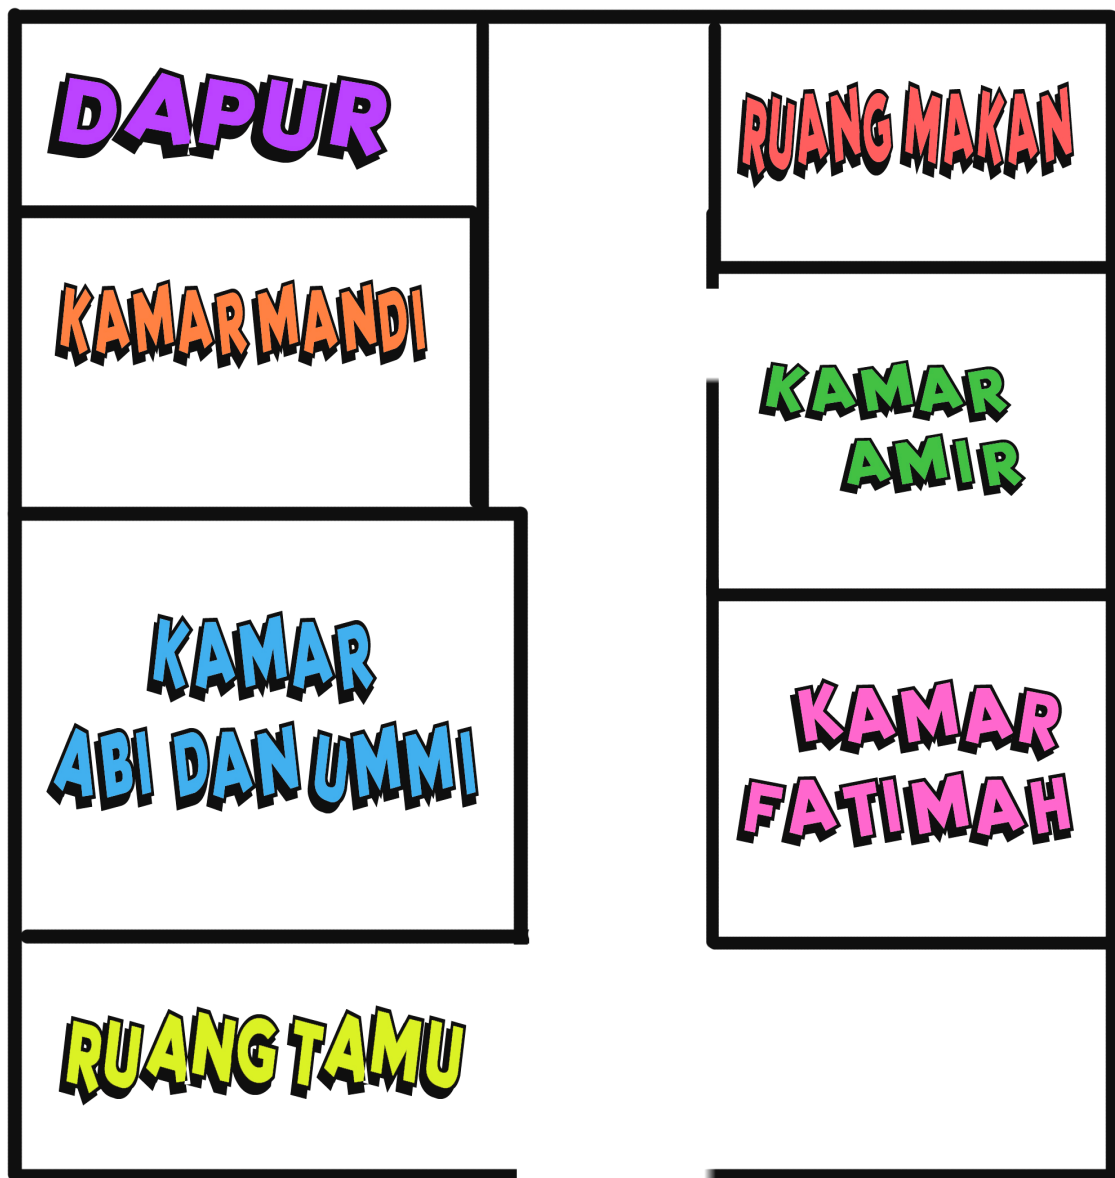 DAPUR
RUANG MAKAN
KAMAR MANDI
KAMAR
AMIR
KAMAR
ABI DAN UMMI
KAMAR
FATIMAH
RUANG TAMU